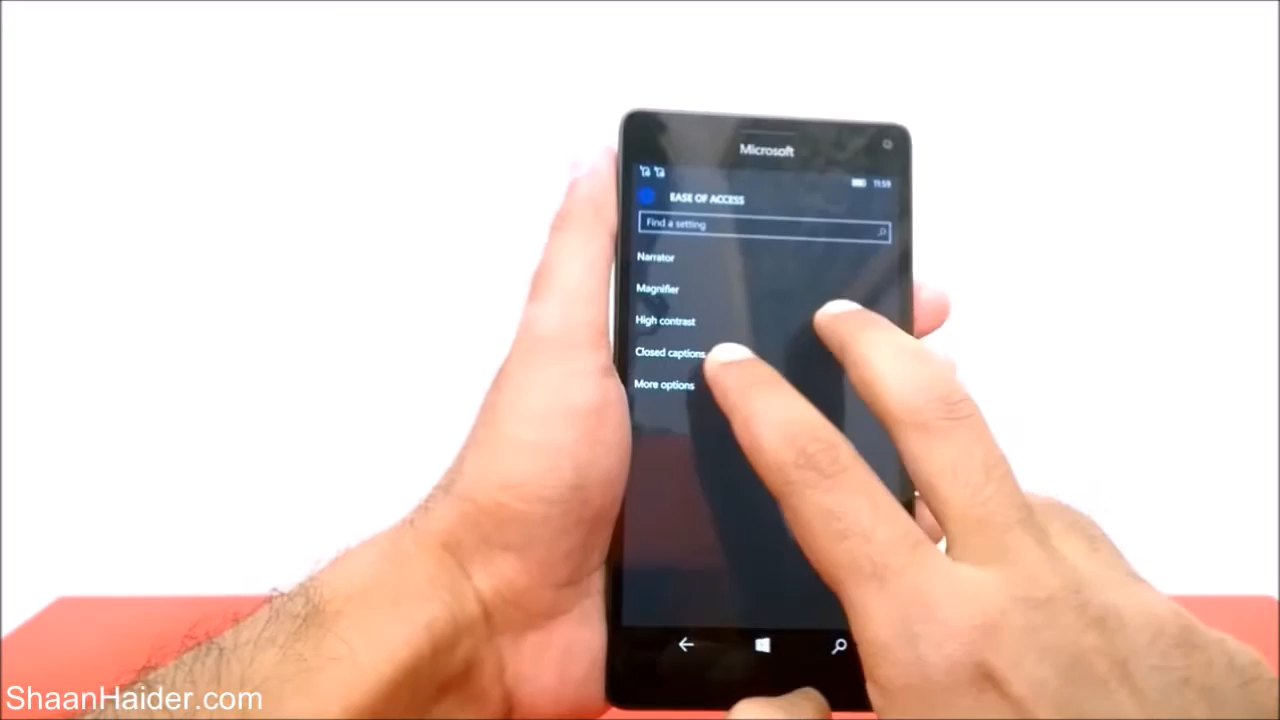 Microsoft
11:59
EASE OF ACCESS
Find a setting
Narrator
Magnifier
High contrast
Closed captions
More options
ShaanHaider.com